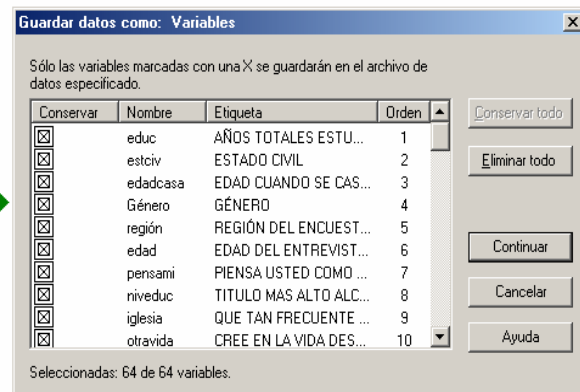 Guardar datos como: Variables
Sólo las variables marcadas con una X se guardarán en el archivo de
datos especificado.
Conservar Nombre Etiqueta Orden
educ AÑOS TOTALES ESTU... 1
estciv ESTADO CIVIL 2
edadcasa EDAD CUANDO SE CAS... 3
Género GÉNERO 4
región REGIÓN DEL ENCUEST... 5
edad EDAD DEL ENTREVIST... 6
pensami PIENSA USTED COMO ... 7
niveduc TITULO MAS ALTO ALC... 8
iglesia QUE TAN FRECUENTE ... 9
otravida CREE EN LA VIDA DES... 10
Conservar todo
Eliminar todo
Continuar
Cancelar
Ayuda
Seleccionadas: 64 de 64 variables.